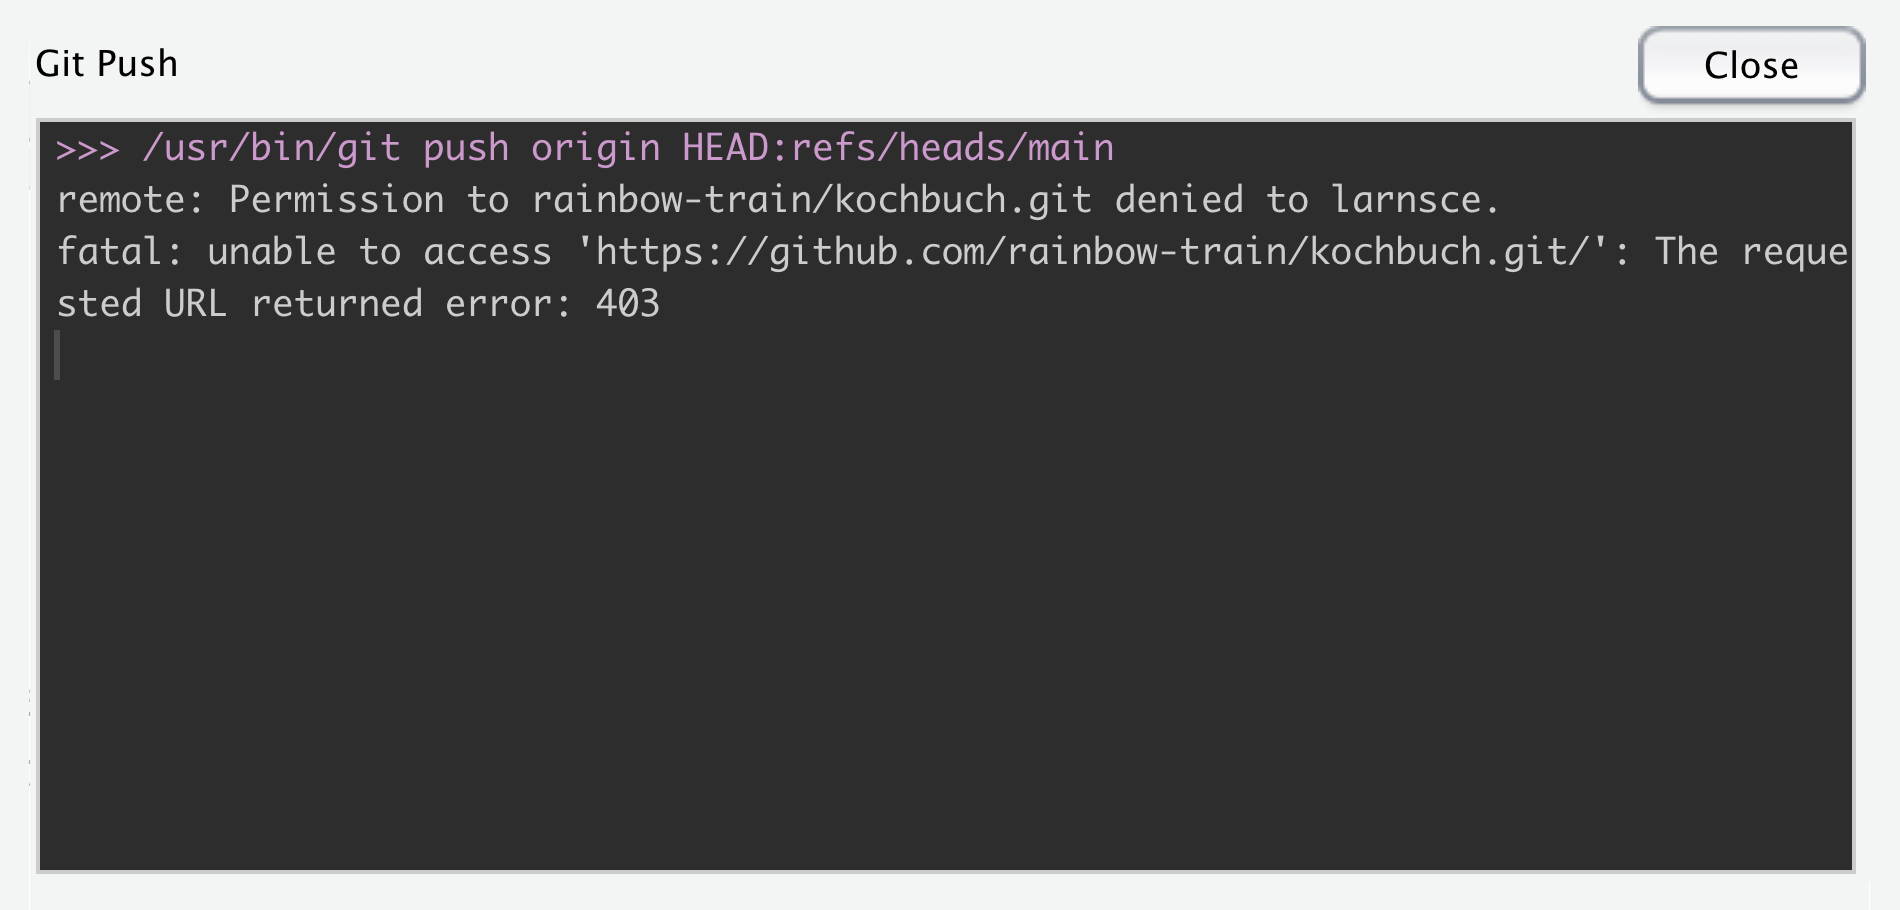 Git Push
Close
>>> /usr/bin/git push origin HEAD:refs/heads/main
remote: Permission to rainbow-train/kochbuch.git denied to larnsce.
fatal: unable to access 'https://github.com/rainbow-train/kochbuch.git/': The reque
sted URL returned error: 403